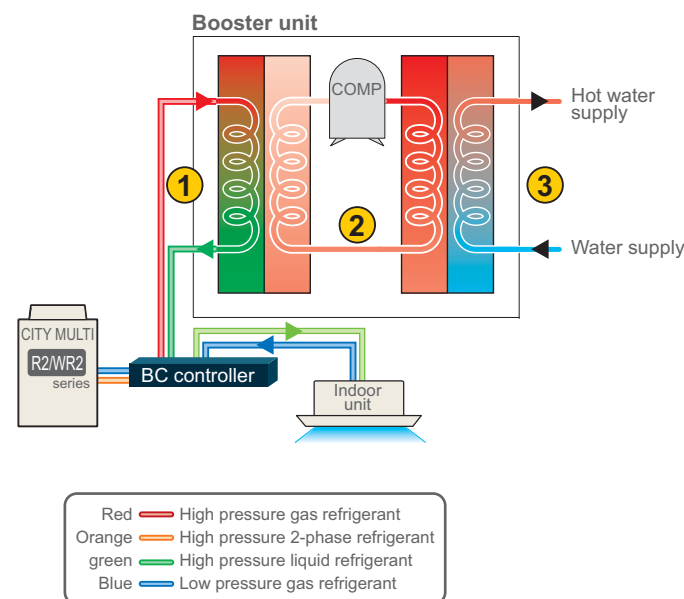 Booster unit
COMP
Hot water
supply
1
2
3
Water supply
CITY MULTI
R2/WR2
series
BC controller
Indoor
unit
Red High pressure gas refrigerant
Orange High pressure 2-phase refrigerant
green High pressure liquid refrigerant
Blue Low pressure gas refrigerant